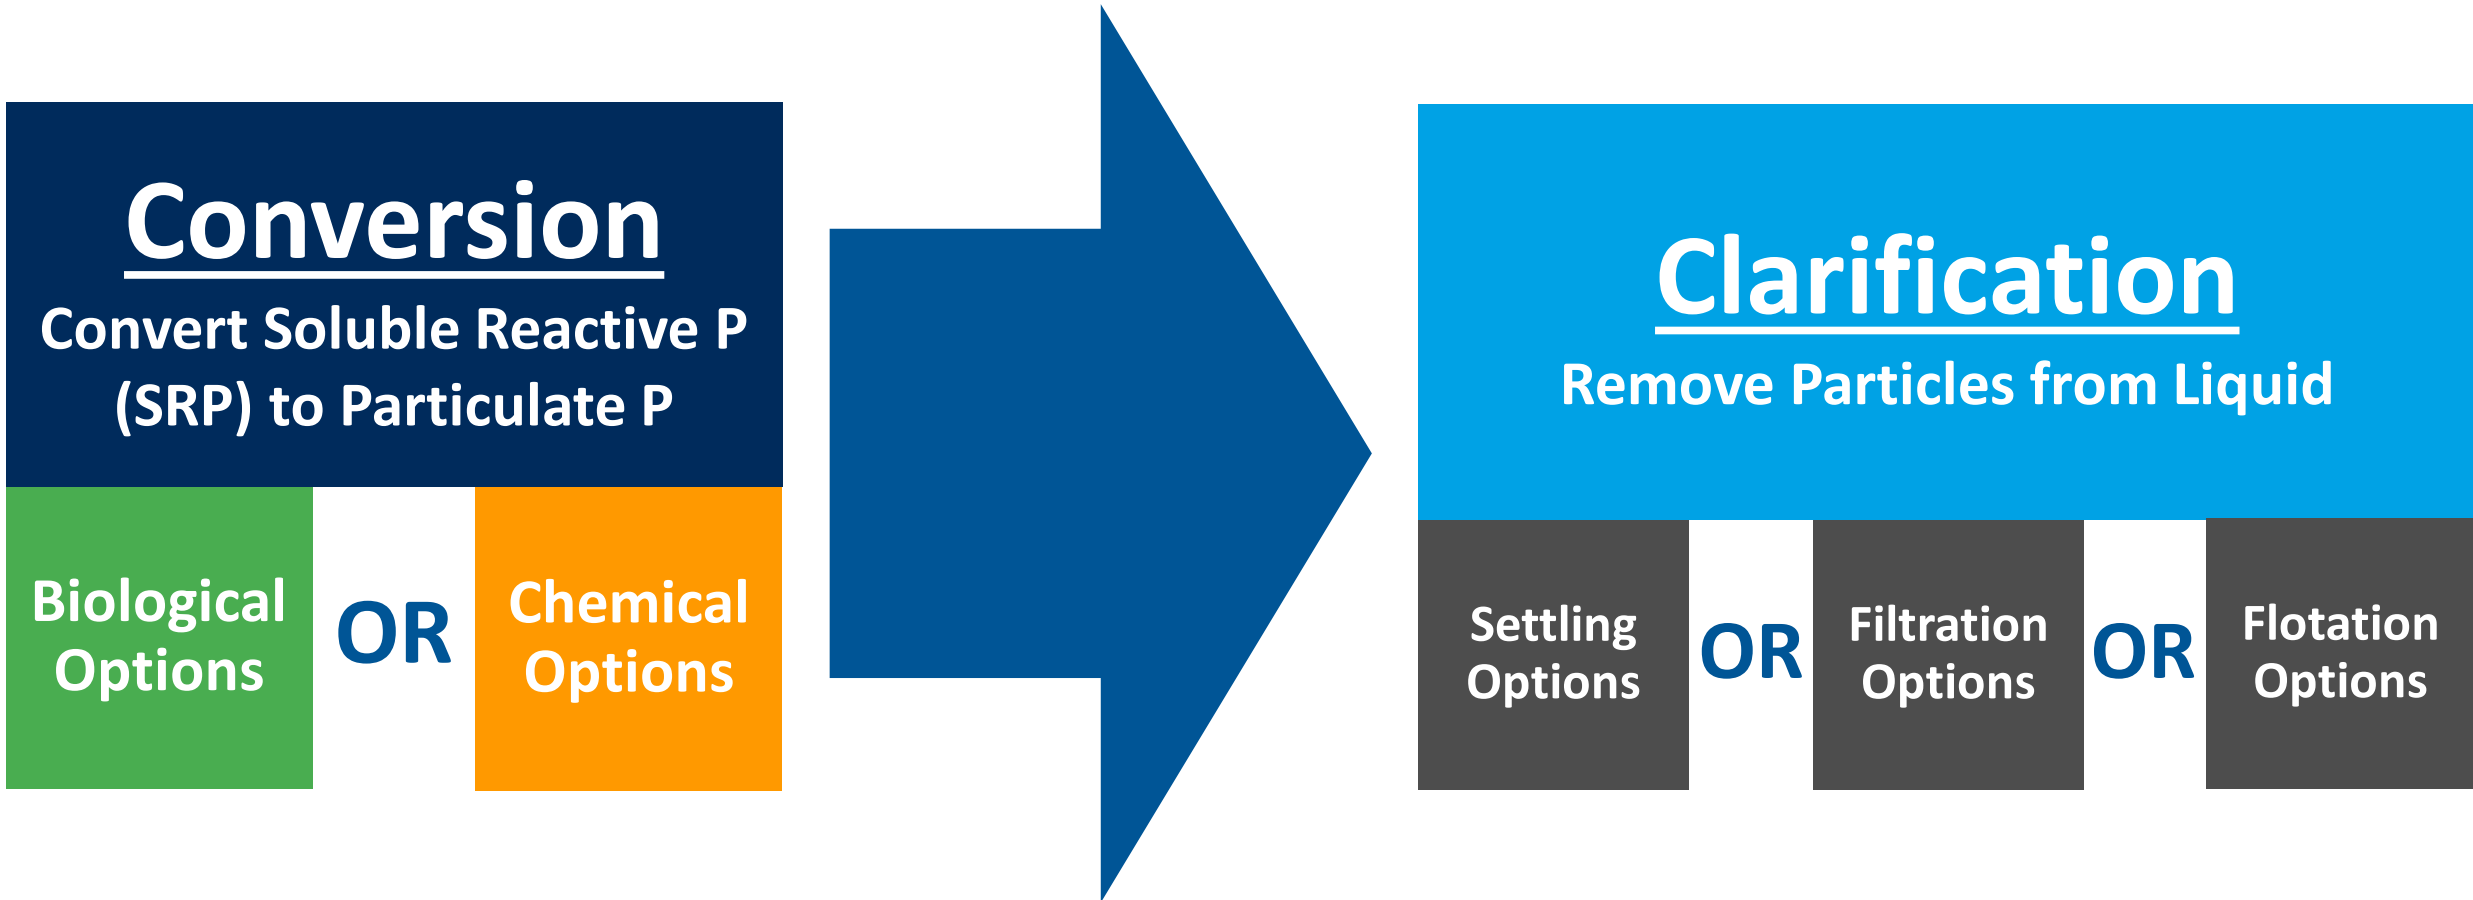 Conversion
Convert Soluble Reactive P
(SRP) to Particulate P
Biological
Options
OR
Chemical
Options
Clarification
Remove Particles from Liquid
Settling
Options
OR
Filtration
Options
OR
Flotation
Options